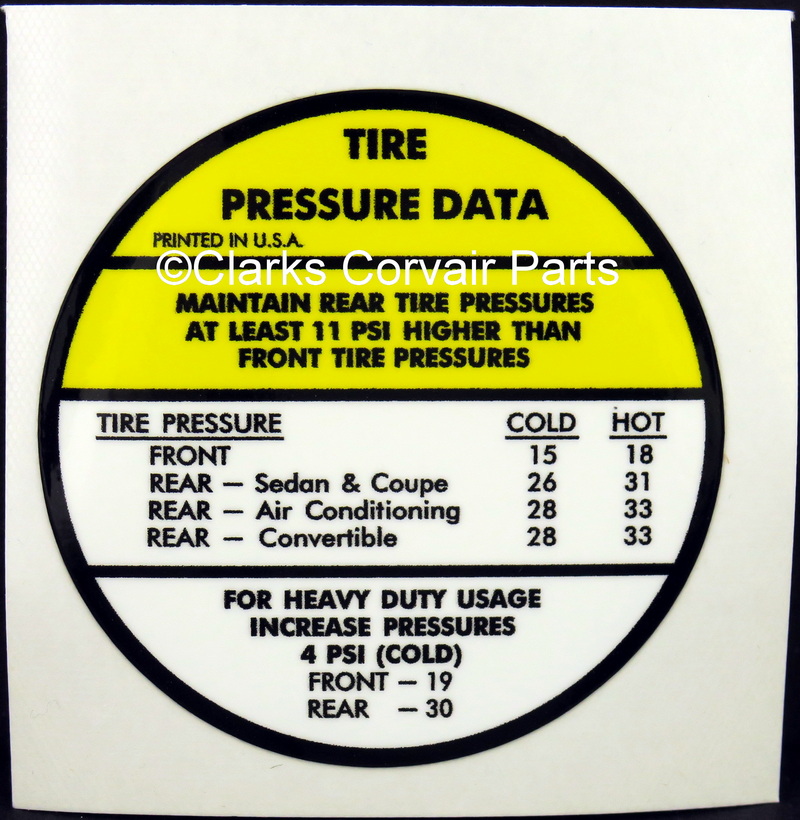 TIRE
PRESSURE DATA
PRINTED IN U.S.A.
©Clarks Corvair Parts
MAINTAIN REAR TIRE PRESSURES
AT LEAST 11 PSI HIGHER THAN
FRONT TIRE PRESSURES
TIRE PRESSURE COLD HOT
FRONT 15 18
REAR — Sedan & Coupe 26 31
REAR — Air Conditioning 28 33
REAR — Convertible 28 33
FOR HEAVY DUTY USAGE
INCREASE PRESSURES
4 PSI (COLD)
FRONT — 19
REAR — 30